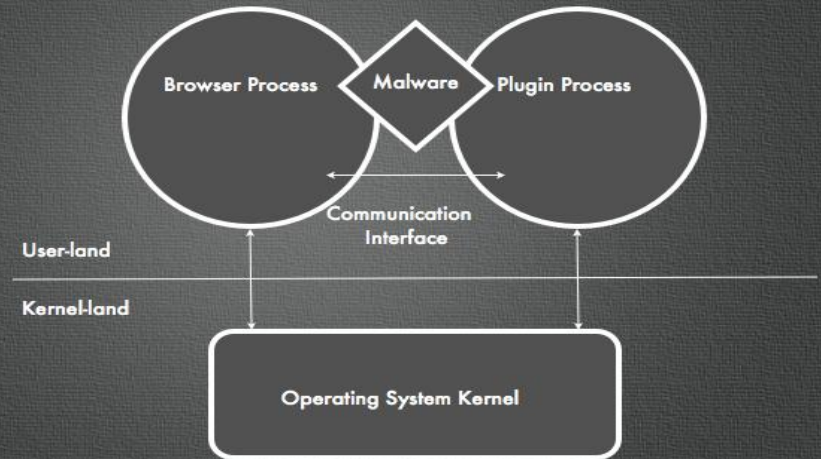 Browser Process
Malware
Plugin Process
Communication
Interface
User-land
Kernel-land
Operating System Kernel